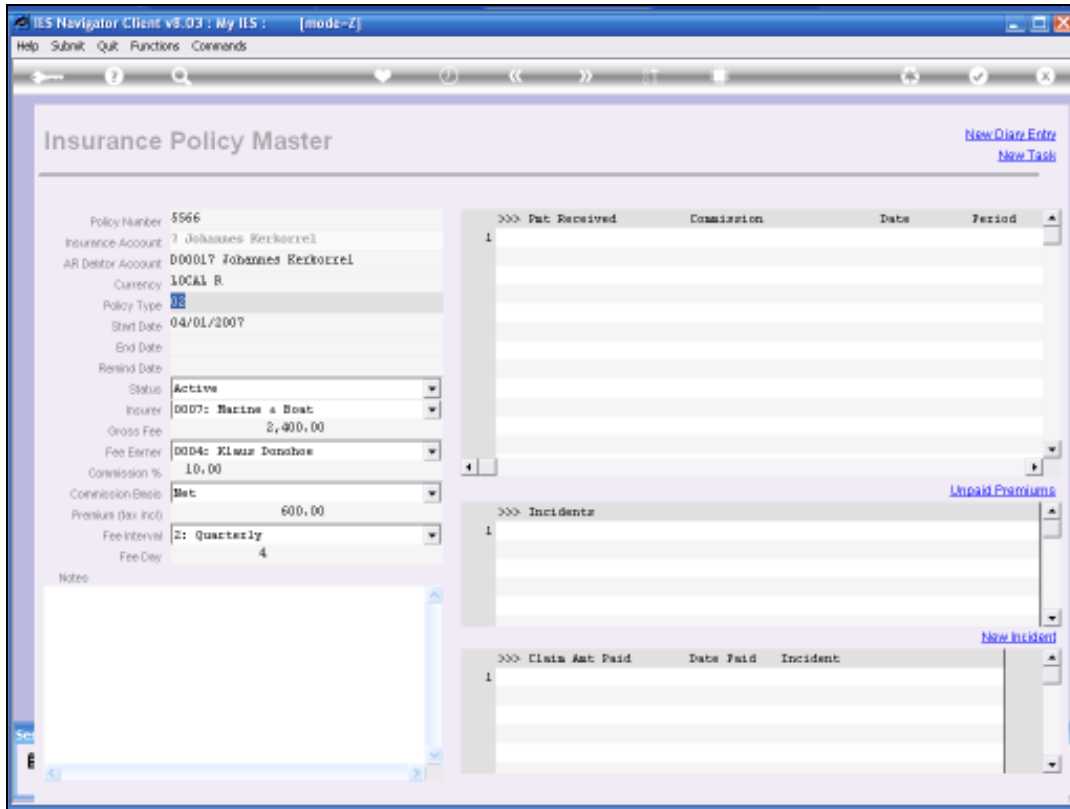 IES Navigator Client v8.03 : My IES : [mode-Z]
Help Submit Quit Functions Commands
Insurance Policy Master
New Diary Entry
New Task
Policy Number 5566
Insurance Account 7 Johannes Kerkorrel
AR Debtor Account D00017 Johannes Kerkorrel
Currency LOCAL R
Policy Type 02
Start Date 04/01/2007
End Date
Remind Date
Status Active
Insurer 0007: Marine & Boat
Gross Fee 2,400.00
Fee Earner 0004: Klaus Donohoe
Commission % 10.00
Commission Basis Net
Premium (tax incl) 600.00
Fee Interval 2: Quarterly
Fee Day 4
Notes
>>> Pmt Received Commission Date Period
1
Unpaid Premiums
>>> Incidents
1
New Incident
>>> Claim Amt Paid Date Paid Incident
1